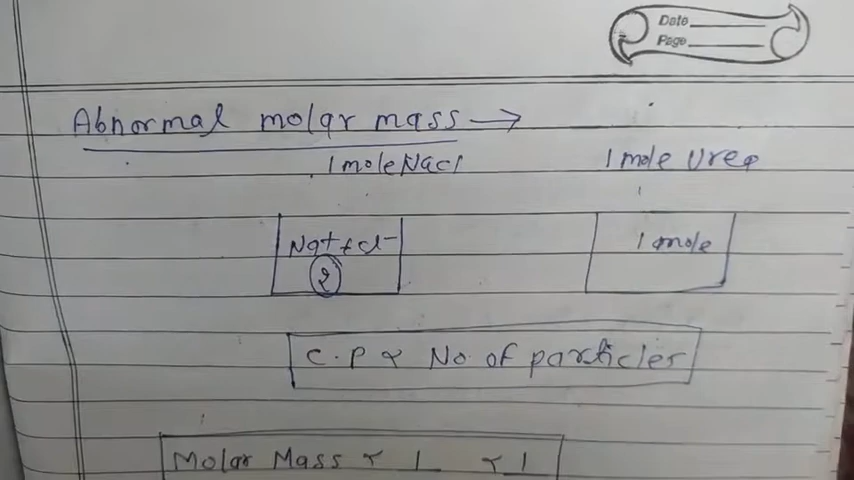 Date
Page
Abnormal molar mass →
1 mole NaCl 1 mole Urea
Na+ + Cl- 1 mole
2
C.P ∝ No. of particles
Molar Mass ∝ 1 ∝ 1